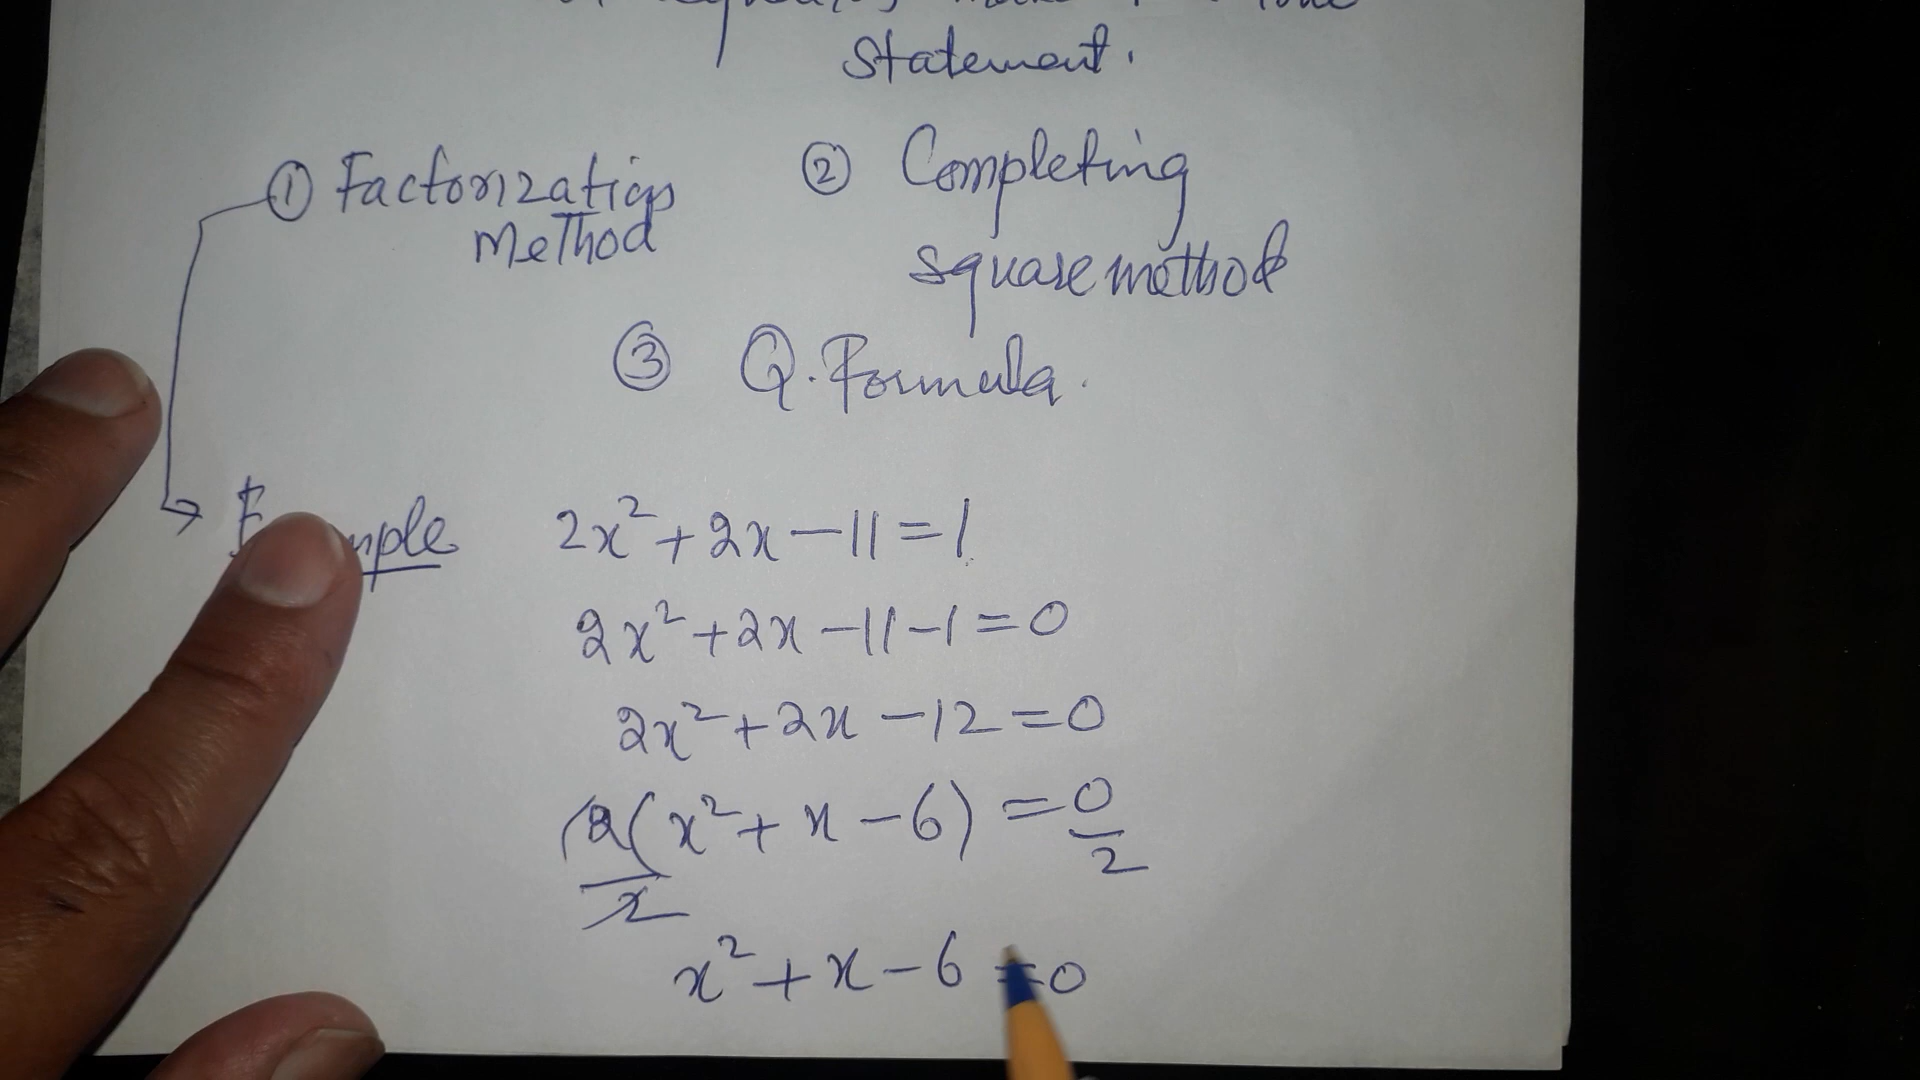 statement.
① Factorization ② Completing
Method square method
③ Q. Formula.
2x² + 2x - 11 = 1
2x² + 2x - 11 - 1 = 0
2x² + 2x - 12 = 0
2(x² + x - 6) = 0
2 2
x² + x - 6 = 0